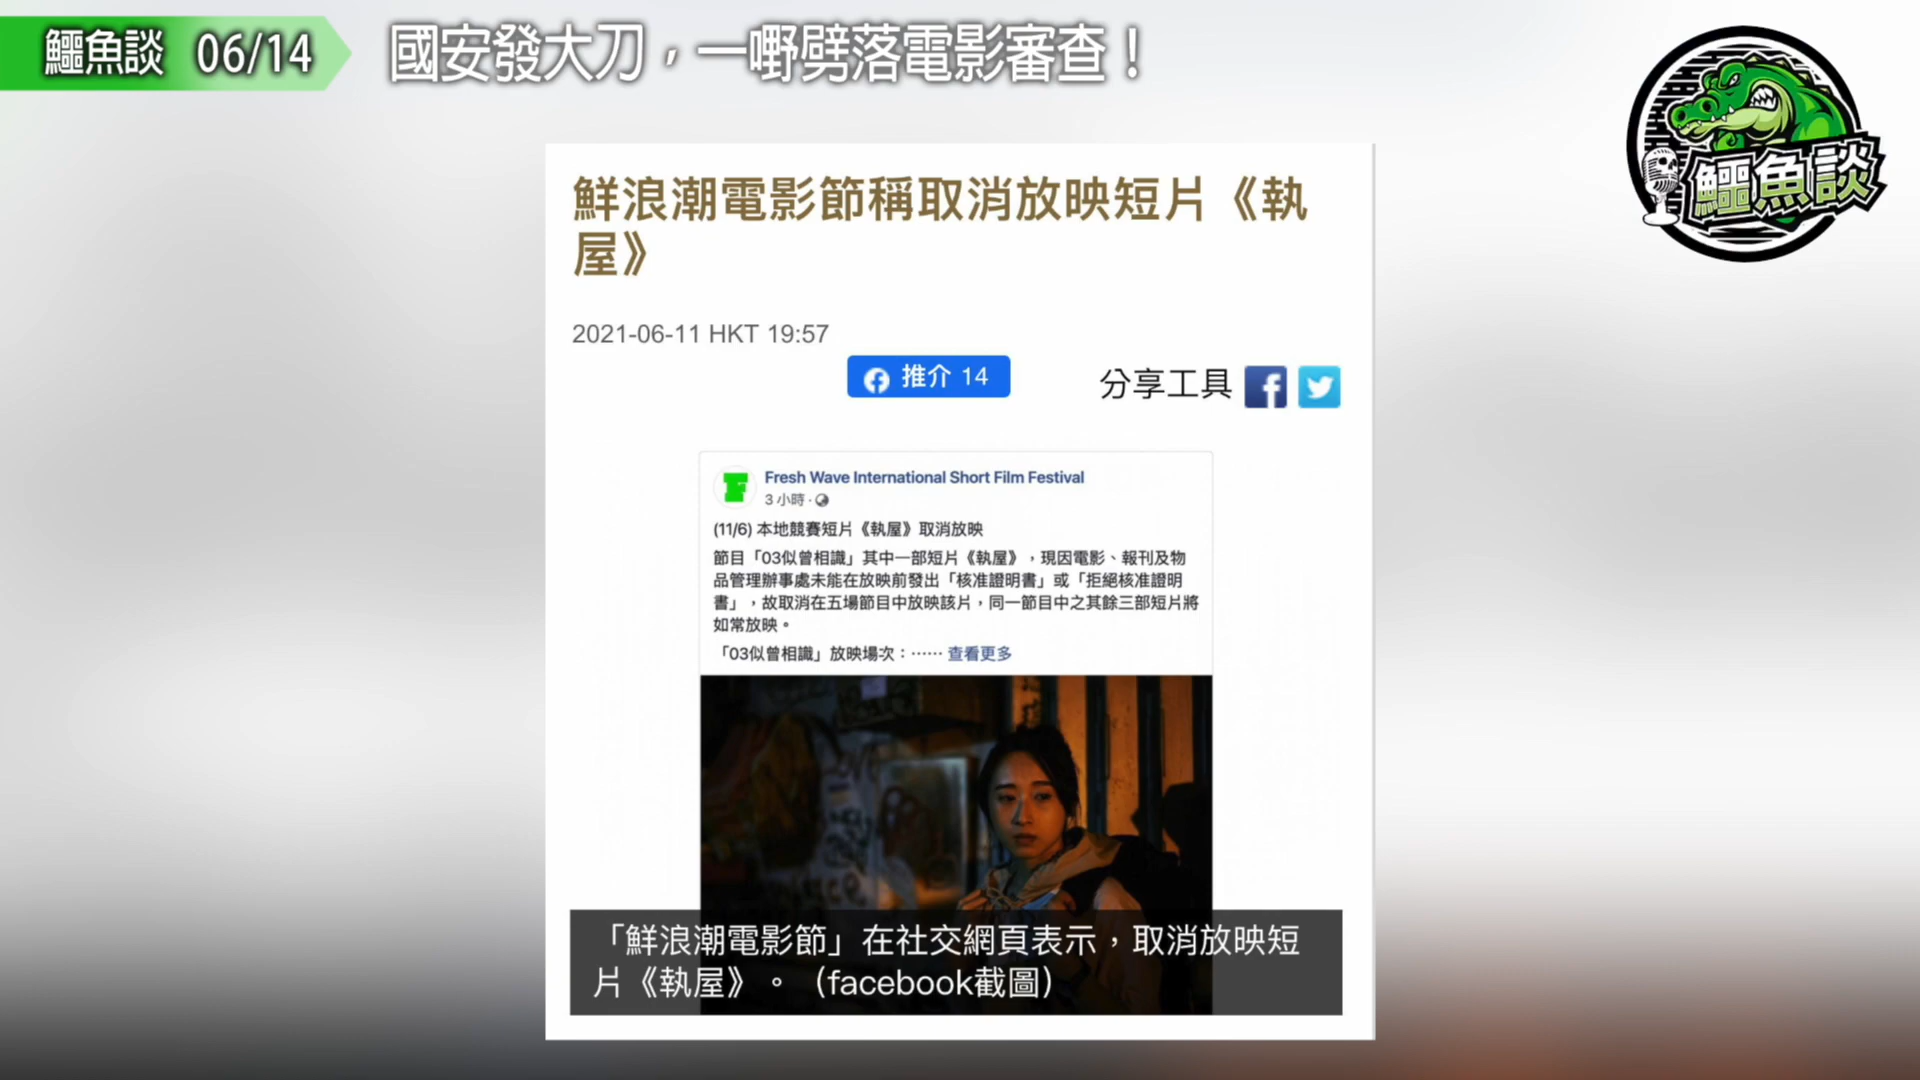 鱷魚談 06/14 國安發大刀，一嘢劈落電影審查！
鱷魚談
鮮浪潮電影節稱取消放映短片《執
屋》
2021-06-11 HKT 19:57
推介 14
分享工具
Fresh Wave International Short Film Festival
3 小時 ·
(11/6) 本地競賽短片《執屋》取消放映
節目「03似曾相識」其中一部短片《執屋》，現因電影、報刊及物
品管理辦事處未能在放映前發出「核准證明書」或「拒絕核准證明
書」，故取消在五場節目中放映該片，同一節目中之其餘三部短片將
如常放映。
「03似曾相識」放映場次：⋯⋯ 查看更多
「鮮浪潮電影節」在社交網頁表示，取消放映短
片《執屋》。（facebook截圖）